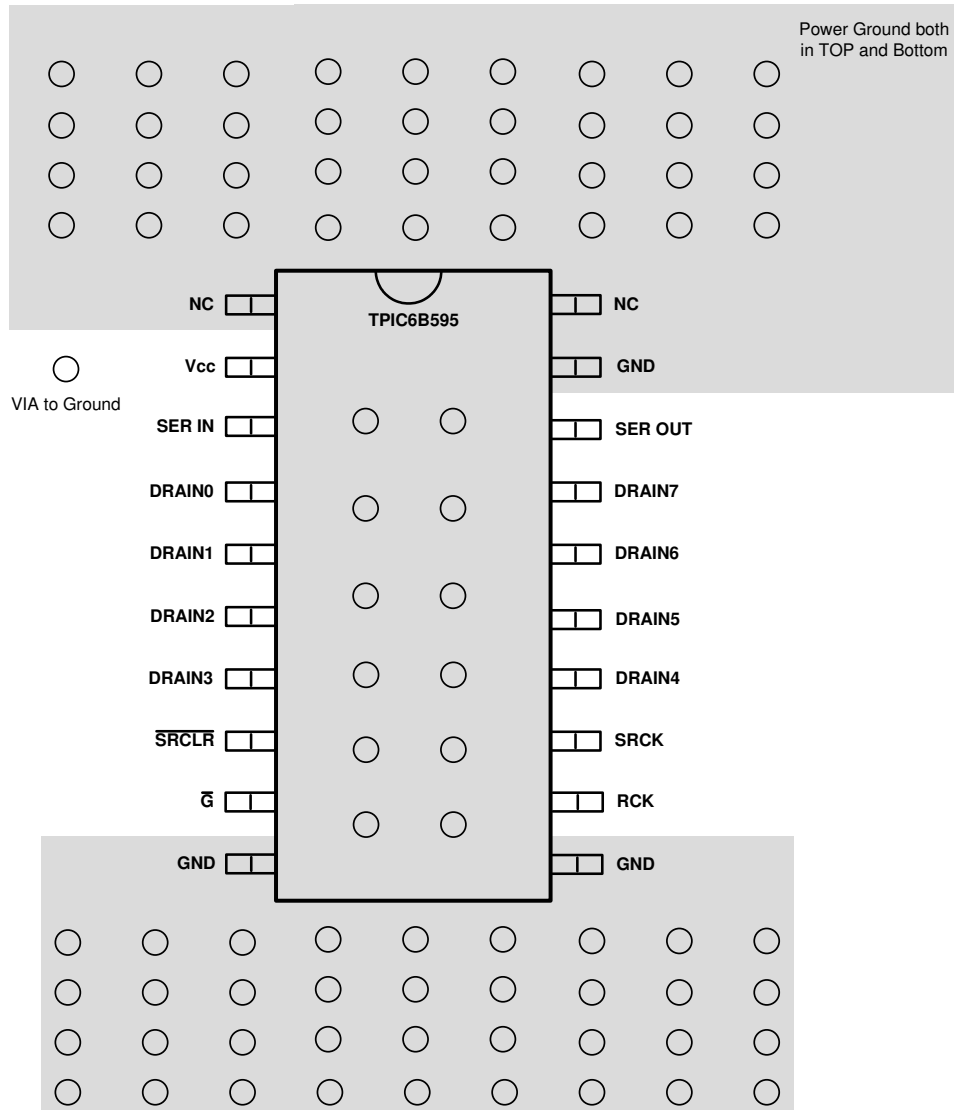 Power Ground both
in TOP and Bottom
TPIC6B595
NC
NC
Vcc
GND
VIA to Ground
SER IN
SER OUT
DRAIN0
DRAIN7
DRAIN1
DRAIN6
DRAIN2
DRAIN5
DRAIN3
DRAIN4
S̅R̅C̅L̅R̅
SRCK
G̅
RCK
GND
GND